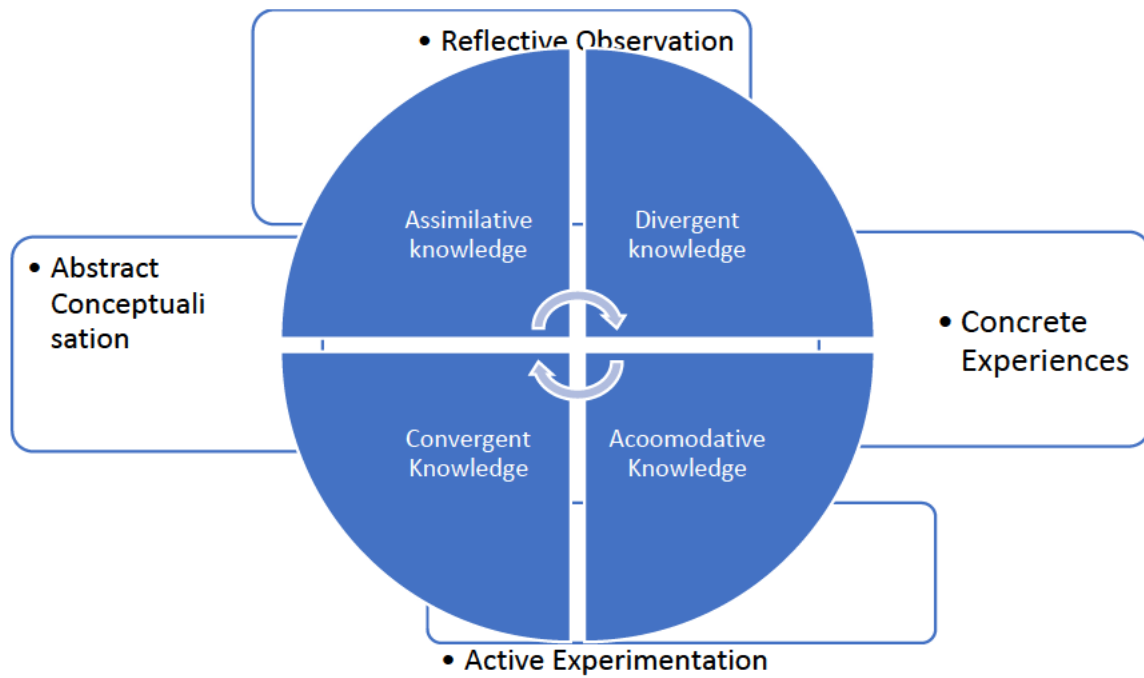 • Reflective Observation
Assimilative
knowledge
Divergent
knowledge
• Abstract
Conceptuali
sation
• Concrete
Experiences
Convergent
Knowledge
Acoomodative
Knowledge
• Active Experimentation